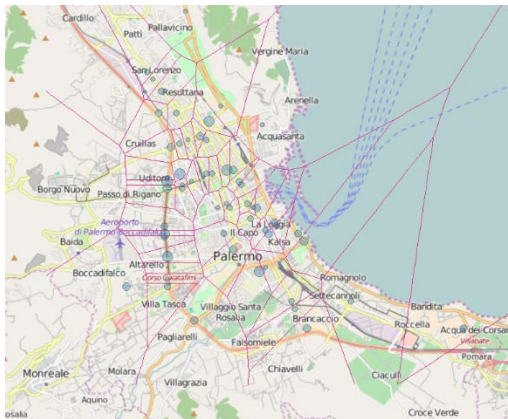 Cardillo
Pallavicino
Patti
Vergine Maria
San Lorenzo
Resuttana
Arenella
Acquasanta
Cruillas
Uditore
Borgo Nuovo
Passo di Rigano
Aeroporto
di Palermo-Boccadifalco
La Loggia
Il Capo
Kalsa
Baida
Altarello
Palermo
Boccadifalco
Corso Calatafimi
Romagnolo
Villa Tasca
Settecannoli
Villaggio Santa
Rosalia
Bandita
Brancaccio
Roccella
Acqua dei Corsari
Pagliarelli
Falsomiele
Villabate
Pomara
Monreale
Molara
Chiavelli
Ciaculli
Villagrazia
Aquino
Croce Verde
osalia